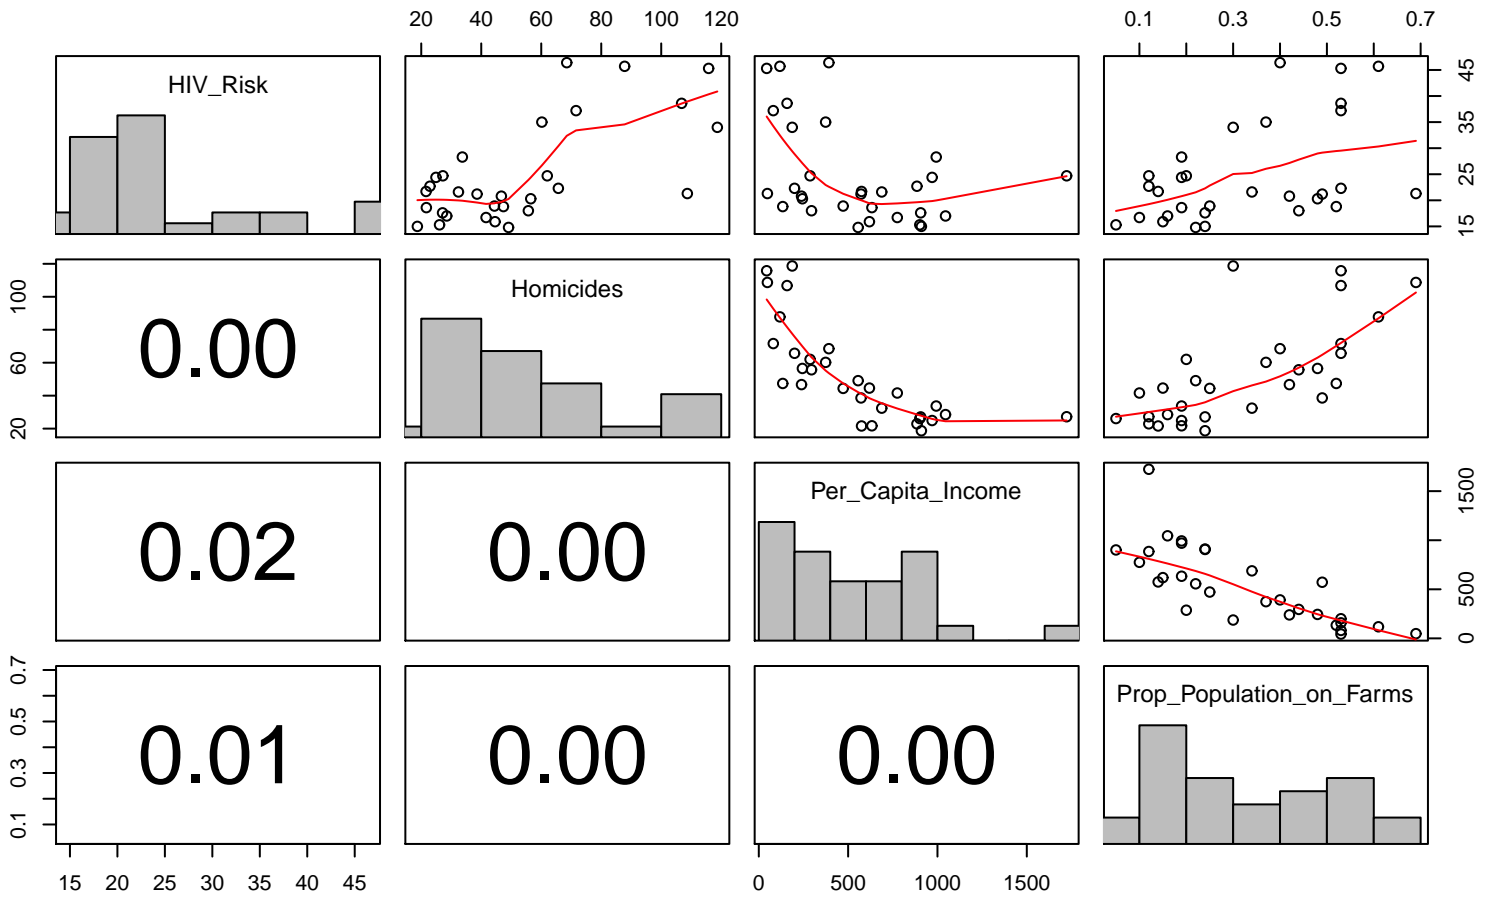 20 40 60 80 100 120
0.1 0.3 0.5 0.7
HIV_Risk
15 25 35 45
0.00
Homicides
20 60 100
0.02
0.00
Per_Capita_Income
0 500 1500
0.01
0.00
0.00
Prop_Population_on_Farms
0.1 0.3 0.5 0.7
15 20 25 30 35 40 45
0 500 1000 1500